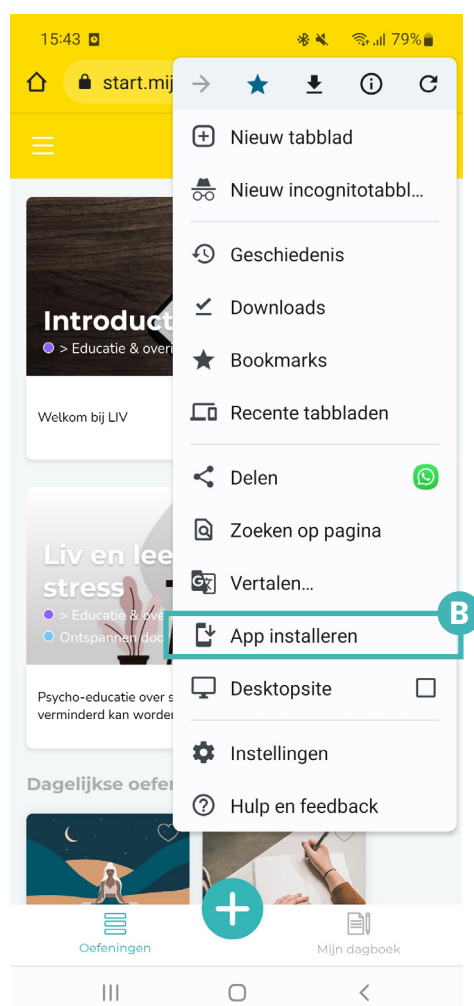 15:43
79%
start.mij
Nieuw tabblad
Nieuw incognitotabbl...
Geschiedenis
Downloads
Bookmarks
Recente tabbladen
Delen
Zoeken op pagina
Vertalen...
App installeren
B
Desktopsite
Instellingen
Hulp en feedback
Introduct
> Educatie & overi
Welkom bij LIV
Liv en lee
stress
> Educatie & ove
Ontspannen doo
Psycho-educatie over s
verminderd kan worden
Dagelijkse oefen
Oefeningen
Mijn dagboek